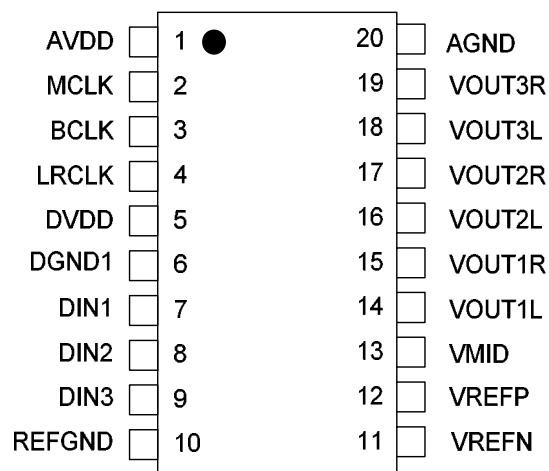 AVDD 1 20 AGND
MCLK 2 19 VOUT3R
BCLK 3 18 VOUT3L
LRCLK 4 17 VOUT2R
DVDD 5 16 VOUT2L
DGND1 6 15 VOUT1R
DIN1 7 14 VOUT1L
DIN2 8 13 VMID
DIN3 9 12 VREFP
REFGND 10 11 VREFN